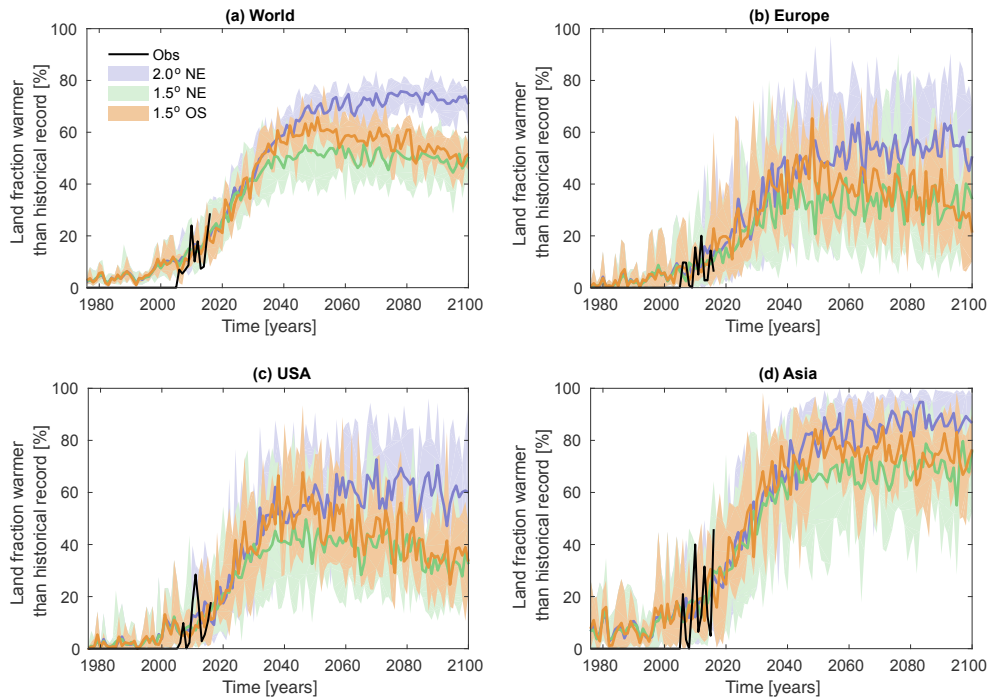 (a) World
Land fraction warmer
than historical record [%]
100
80
60
40
20
0
Obs
2.0° NE
1.5° NE
1.5° OS
1980 2000 2020 2040 2060 2080 2100
Time [years]
(b) Europe
Land fraction warmer
than historical record [%]
100
80
60
40
20
0
1980 2000 2020 2040 2060 2080 2100
Time [years]
(c) USA
Land fraction warmer
than historical record [%]
100
80
60
40
20
0
1980 2000 2020 2040 2060 2080 2100
Time [years]
(d) Asia
Land fraction warmer
than historical record [%]
100
80
60
40
20
0
1980 2000 2020 2040 2060 2080 2100
Time [years]